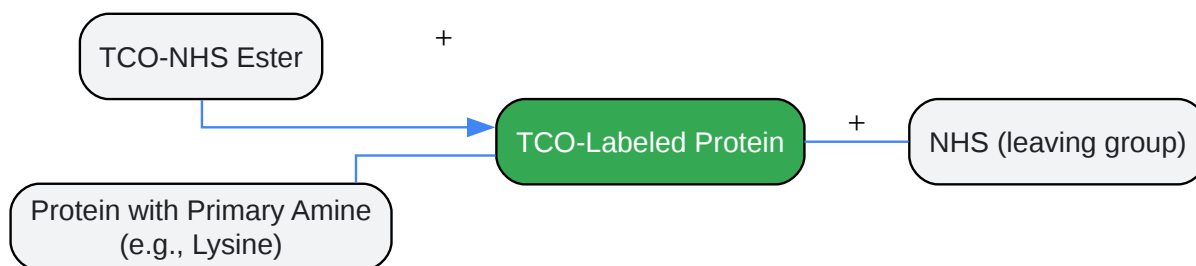 TCO-NHS Ester
+
TCO-Labeled Protein
+
NHS (leaving group)
Protein with Primary Amine
(e.g., Lysine)